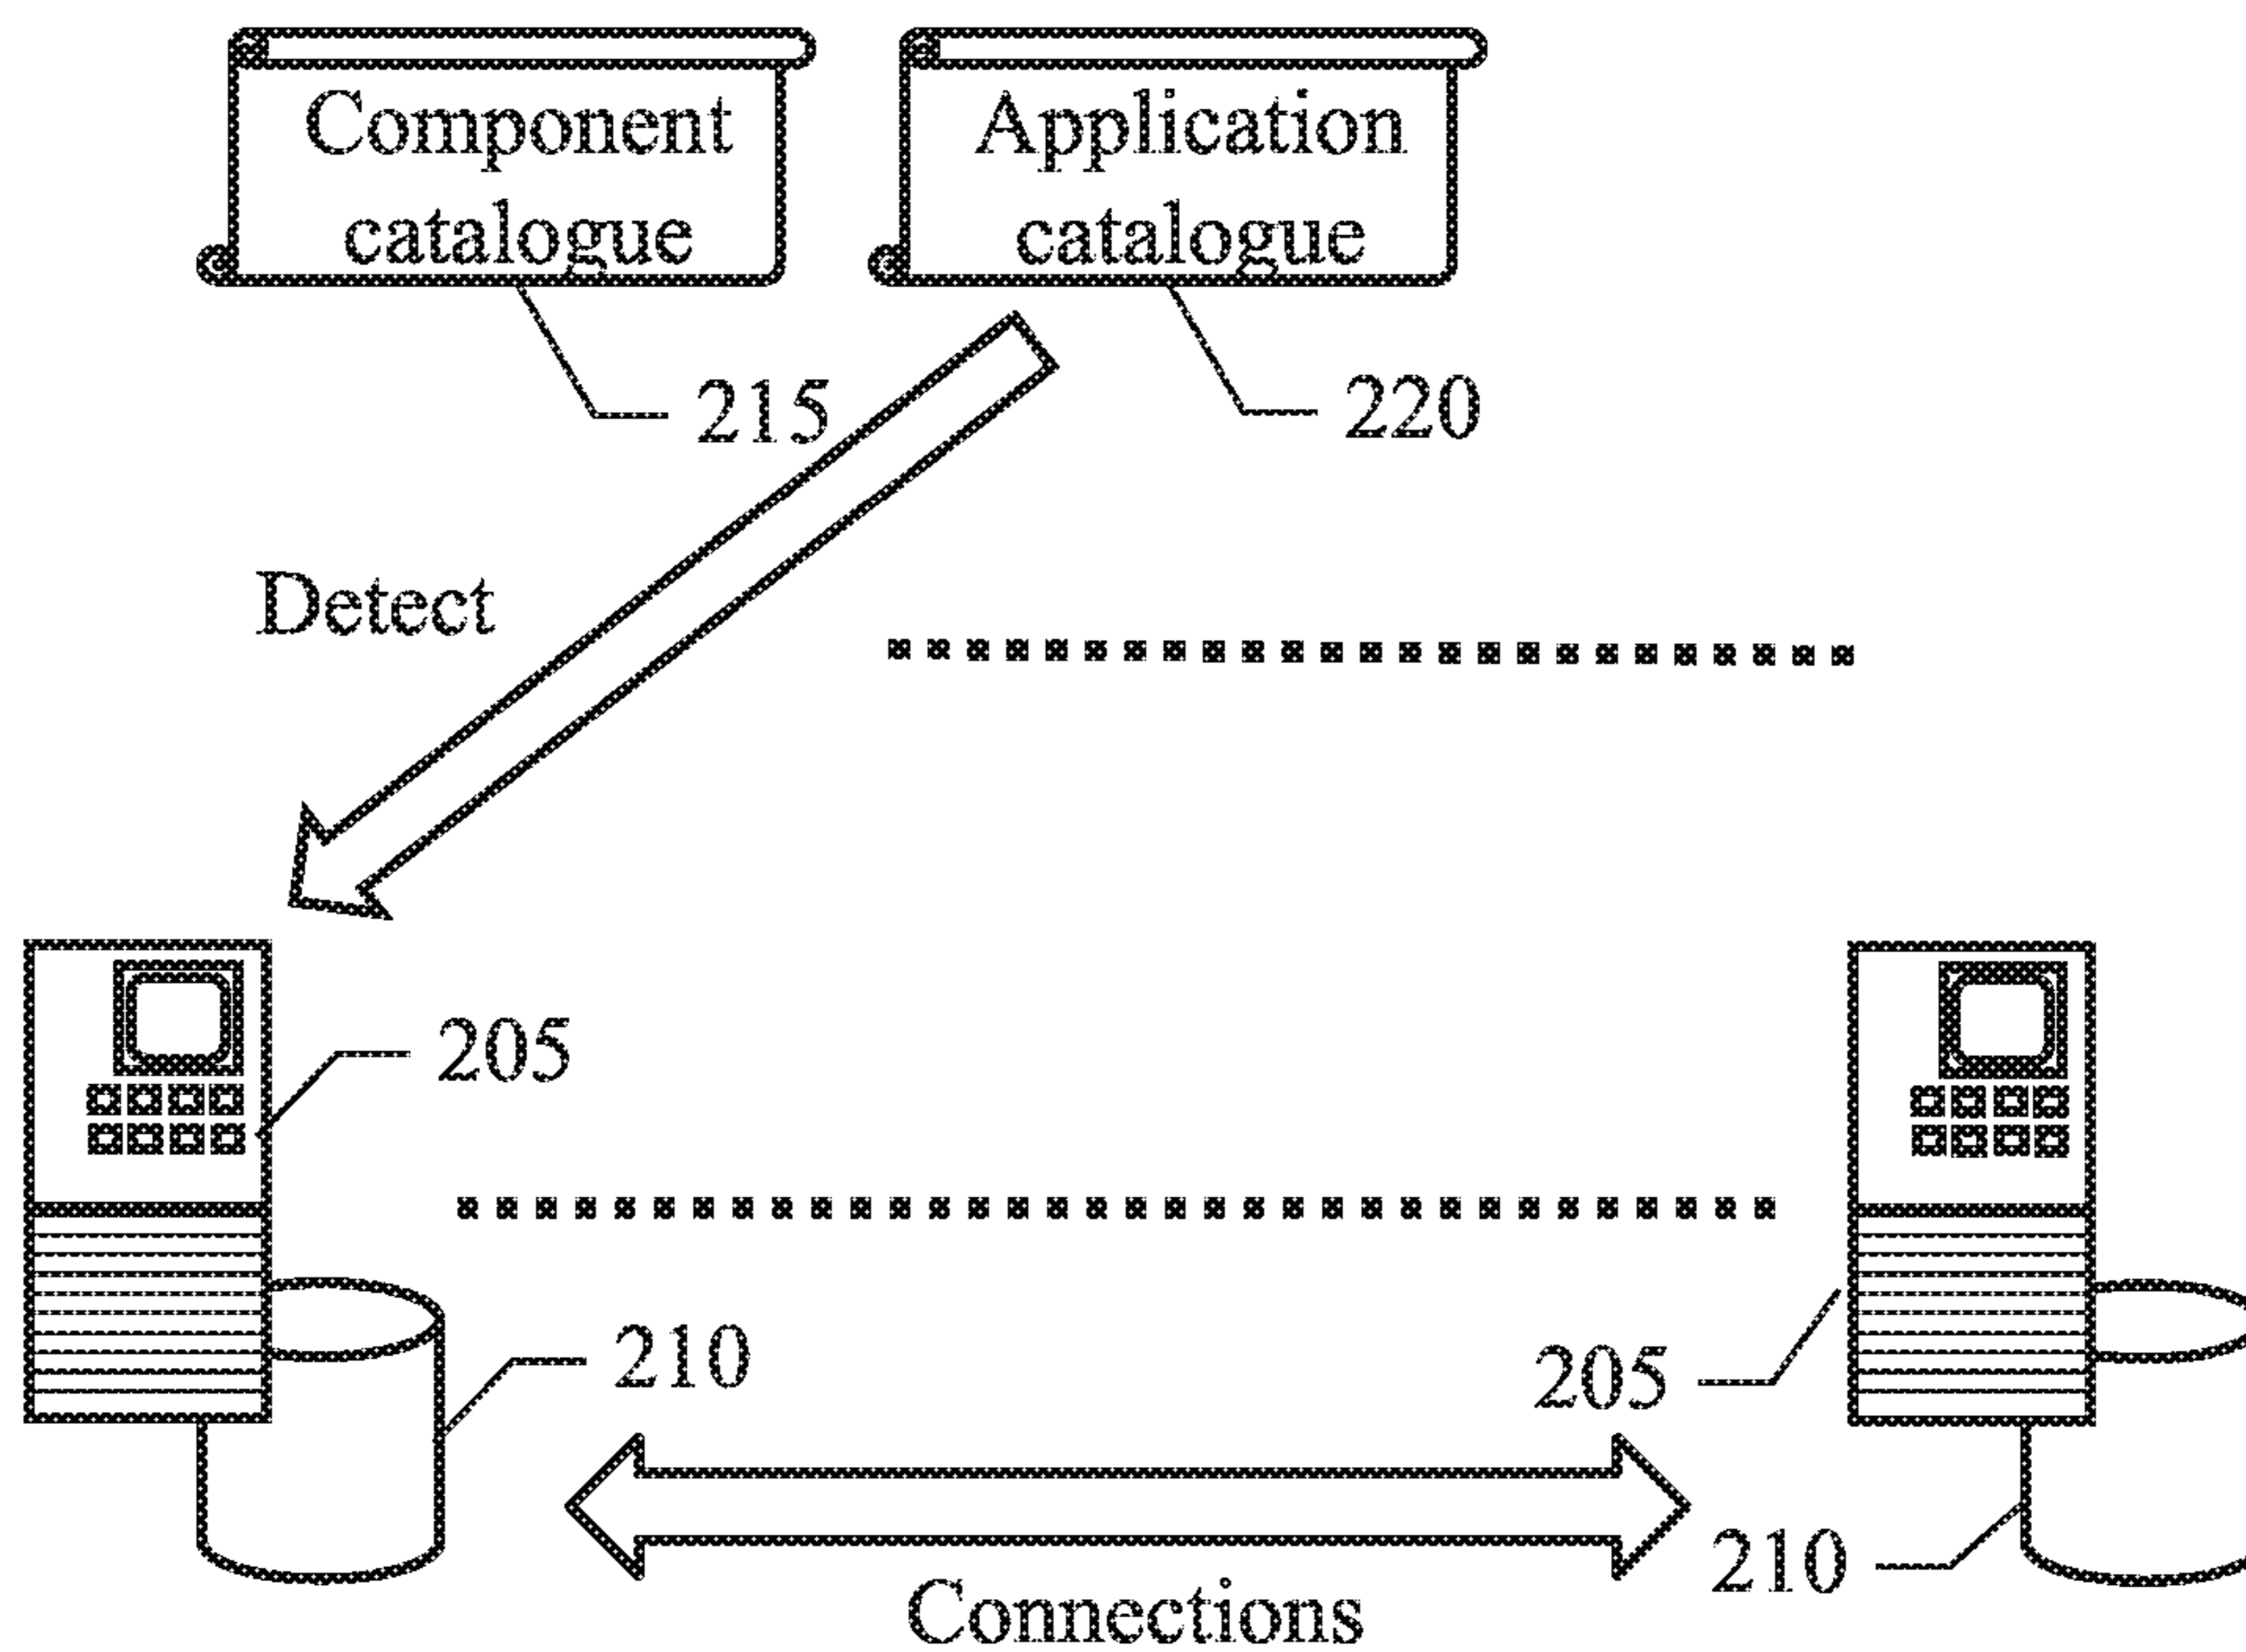 Component
catalogue
Application
catalogue
215
220
Detect
205
210
205
210
Connections